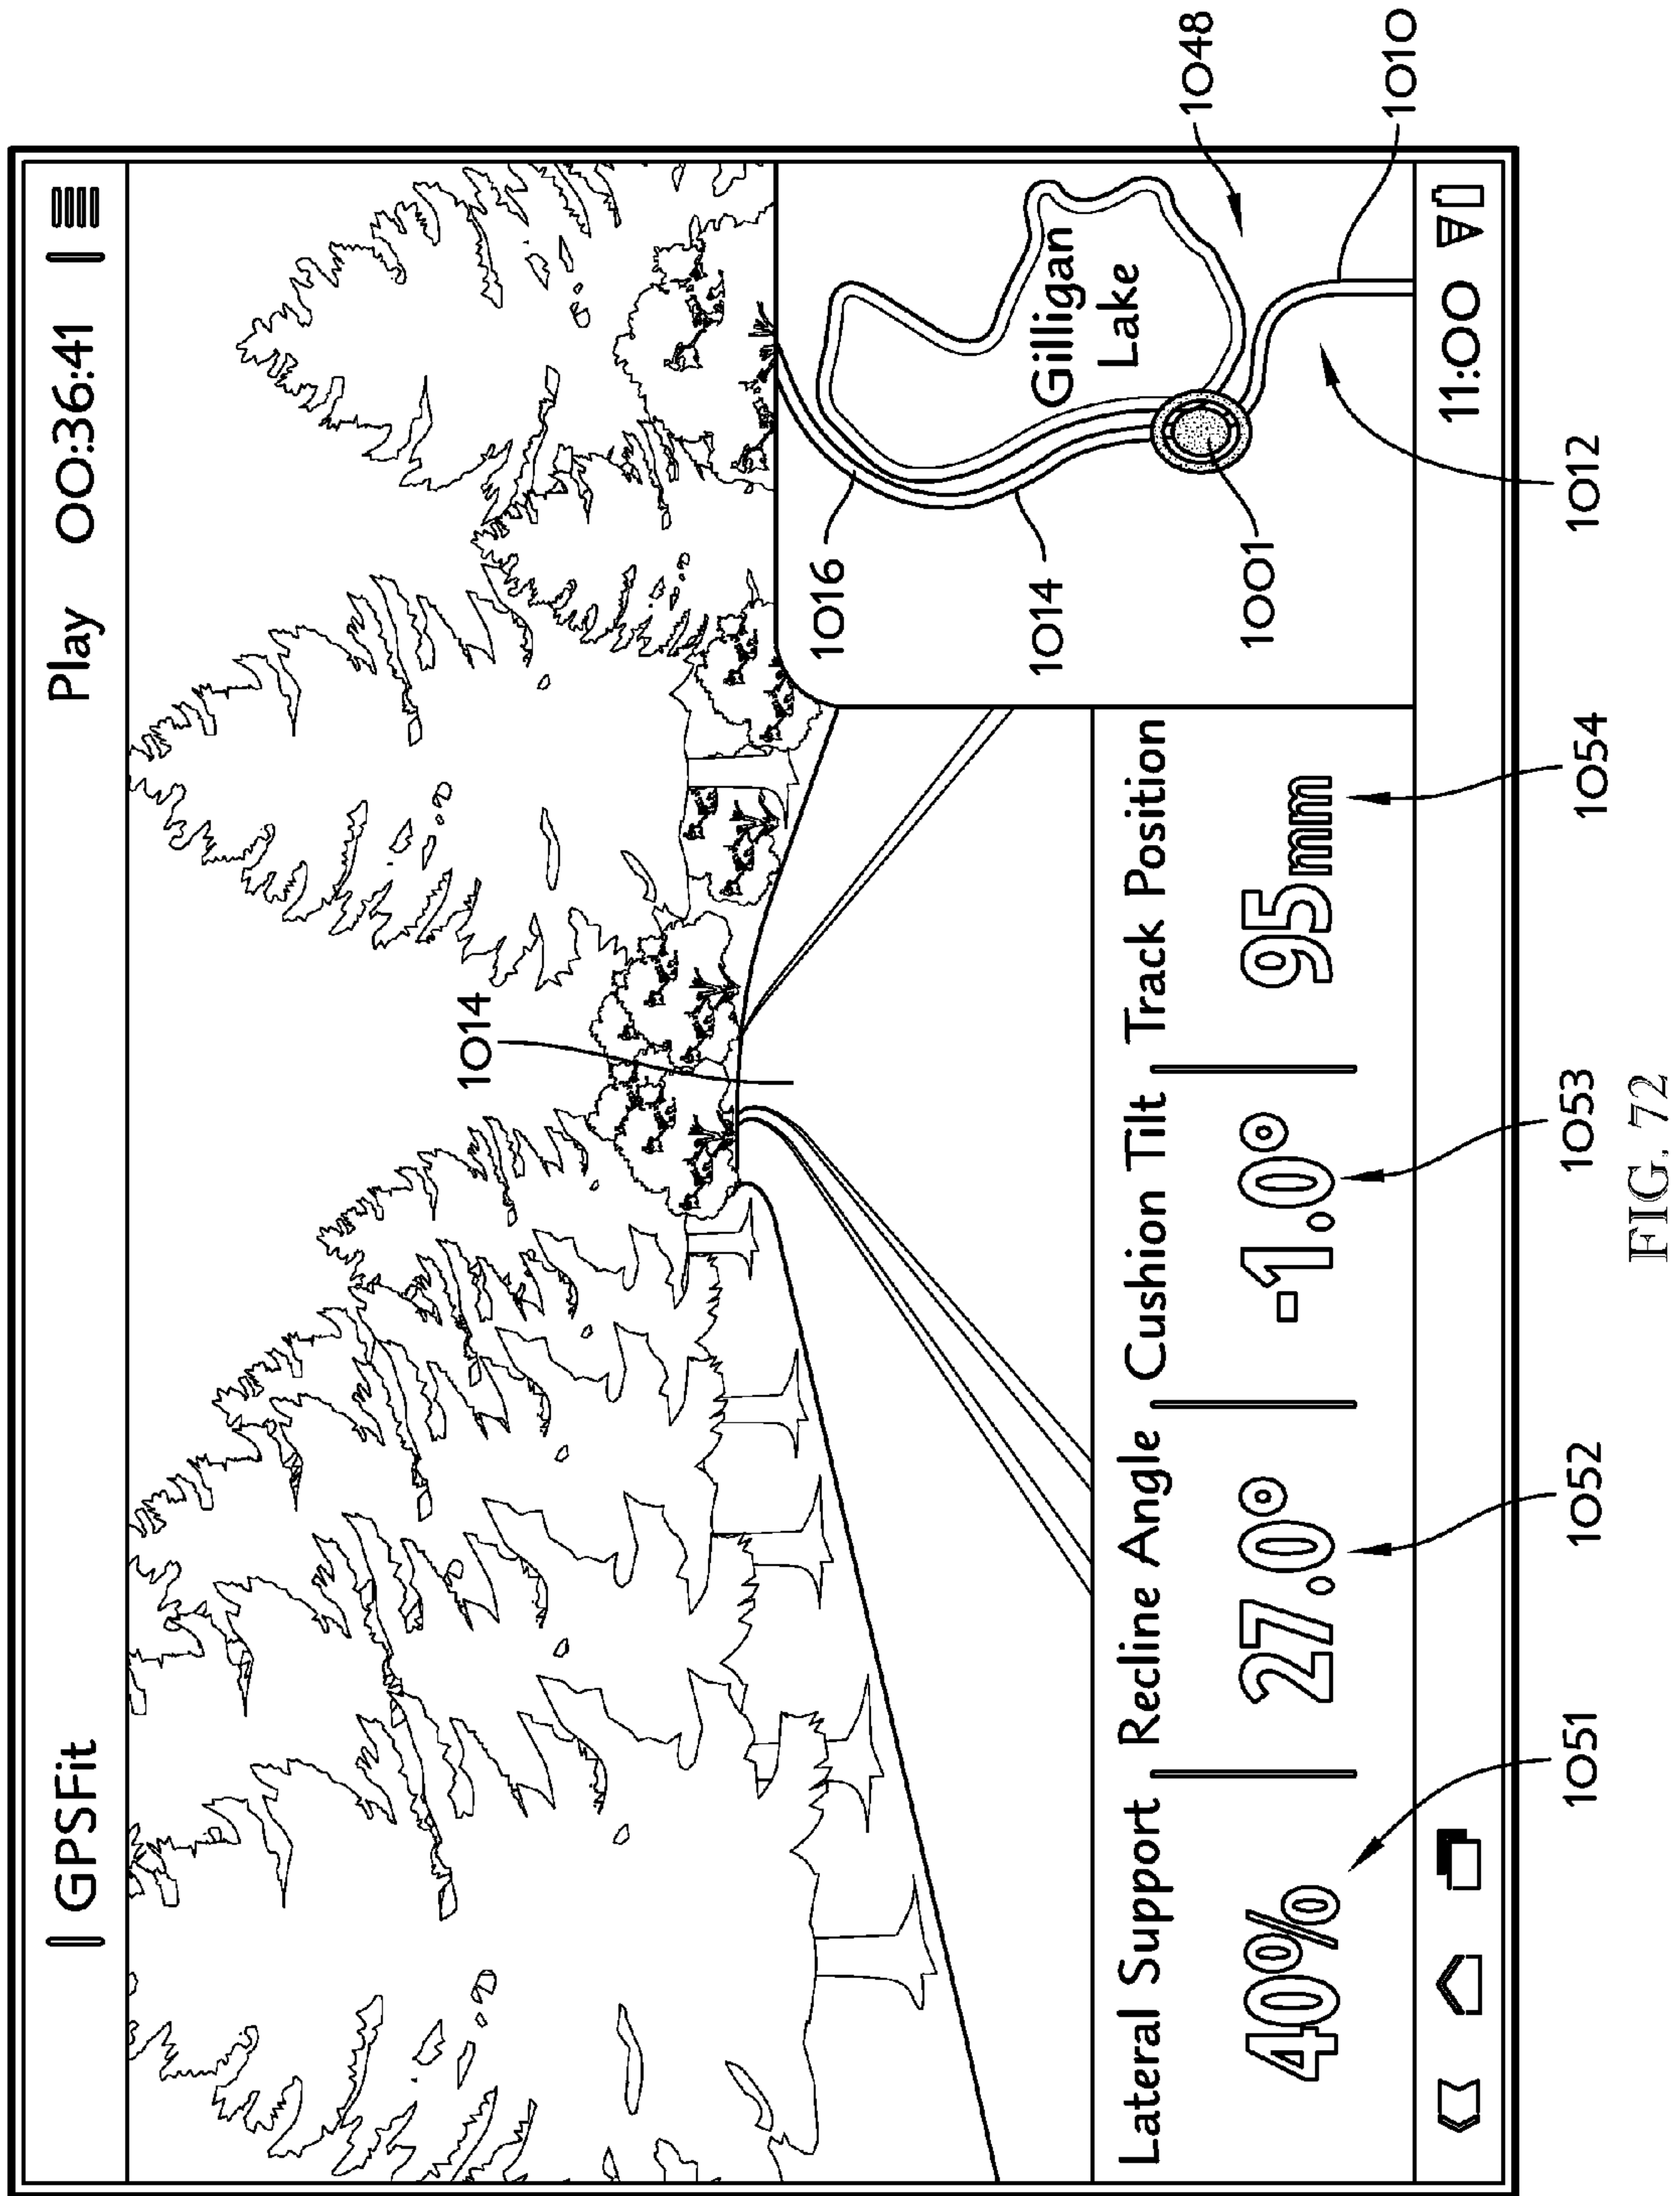 GPSFit Play 00:36:41
1014
1016
1014
1001
Gilligan
Lake
1048
1010
1012
Lateral Support Recline Angle Cushion Tilt Track Position
40% 27.0° -1.0° 95mm
11:00
1051 1052 1053 1054
FIG. 72